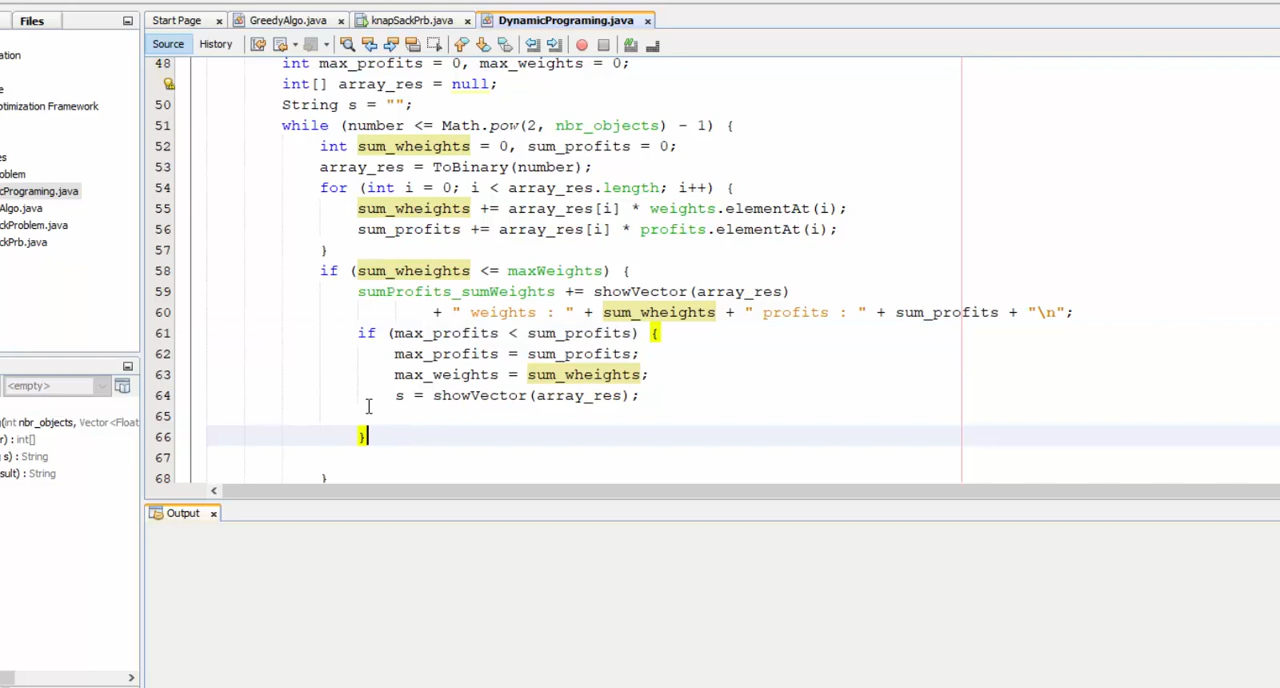 Files
Start Page × GreedyAlgo.java × knapSackPrb.java × DynamicPrograming.java ×
Source History
ation
e
ptimization Framework
es
oblem
cPrograming.java
Algo.java
ckProblem.java
ckPrb.java
<empty>
(int nbr_objects, Vector<Float
r) : int[]
g s) : String
sult) : String
48 int max_profits = 0, max_weights = 0;
int[] array_res = null;
50 String s = "";
51 while (number <= Math.pow(2, nbr_objects) - 1) {
52 int sum_wheights = 0, sum_profits = 0;
53 array_res = ToBinary(number);
54 for (int i = 0; i < array_res.length; i++) {
55 sum_wheights += array_res[i] * weights.elementAt(i);
56 sum_profits += array_res[i] * profits.elementAt(i);
57 }
58 if (sum_wheights <= maxWeights) {
59 sumProfits_sumWeights += showVector(array_res)
60 + " weights : " + sum_wheights + " profits : " + sum_profits + "\n";
61 if (max_profits < sum_profits) {
62 max_profits = sum_profits;
63 max_weights = sum_wheights;
64 s = showVector(array_res);
65
66 }
67
68 }
Output ×